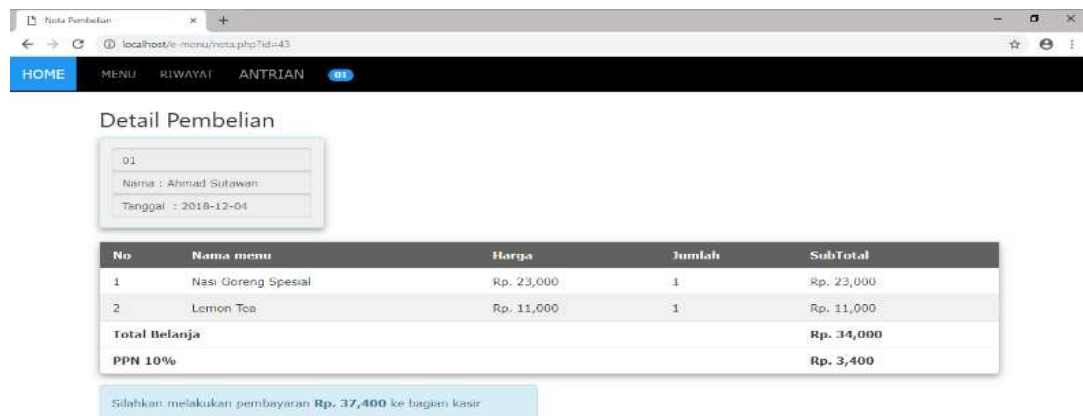 Nota Pembelian
localhost/e-menu/nota.php?id=43
HOME MENU RIWAYAT ANTRIAN 01
Detail Pembelian
01
Nama : Ahmad Sutawan
Tanggal : 2018-12-04
No Nama menu Harga Jumlah SubTotal
1 Nasi Goreng Spesial Rp. 23,000 1 Rp. 23,000
2 Lemon Tea Rp. 11,000 1 Rp. 11,000
Total Belanja Rp. 34,000
PPN 10% Rp. 3,400
Silahkan melakukan pembayaran Rp. 37,400 ke bagian kasir